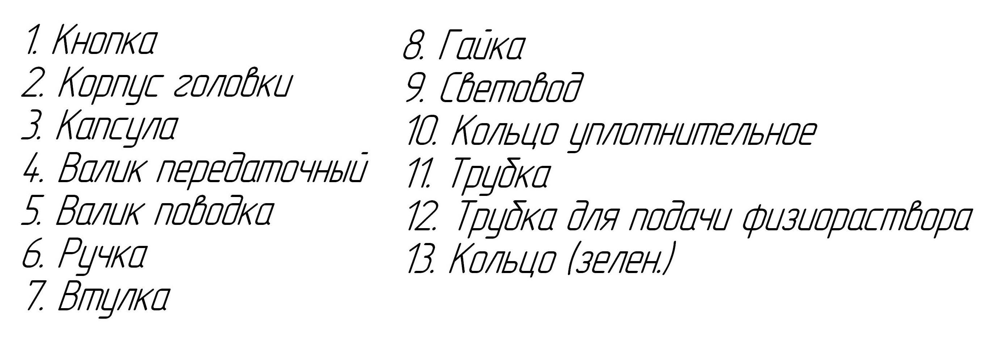 1. Кнопка
2. Корпус головки
3. Капсула
4. Валик передаточный
5. Валик поводка
6. Ручка
7. Втулка
8. Гайка
9. Световод
10. Кольцо уплотнительное
11. Трубка
12. Трубка для подачи физиораствора
13. Кольцо (зелен.)